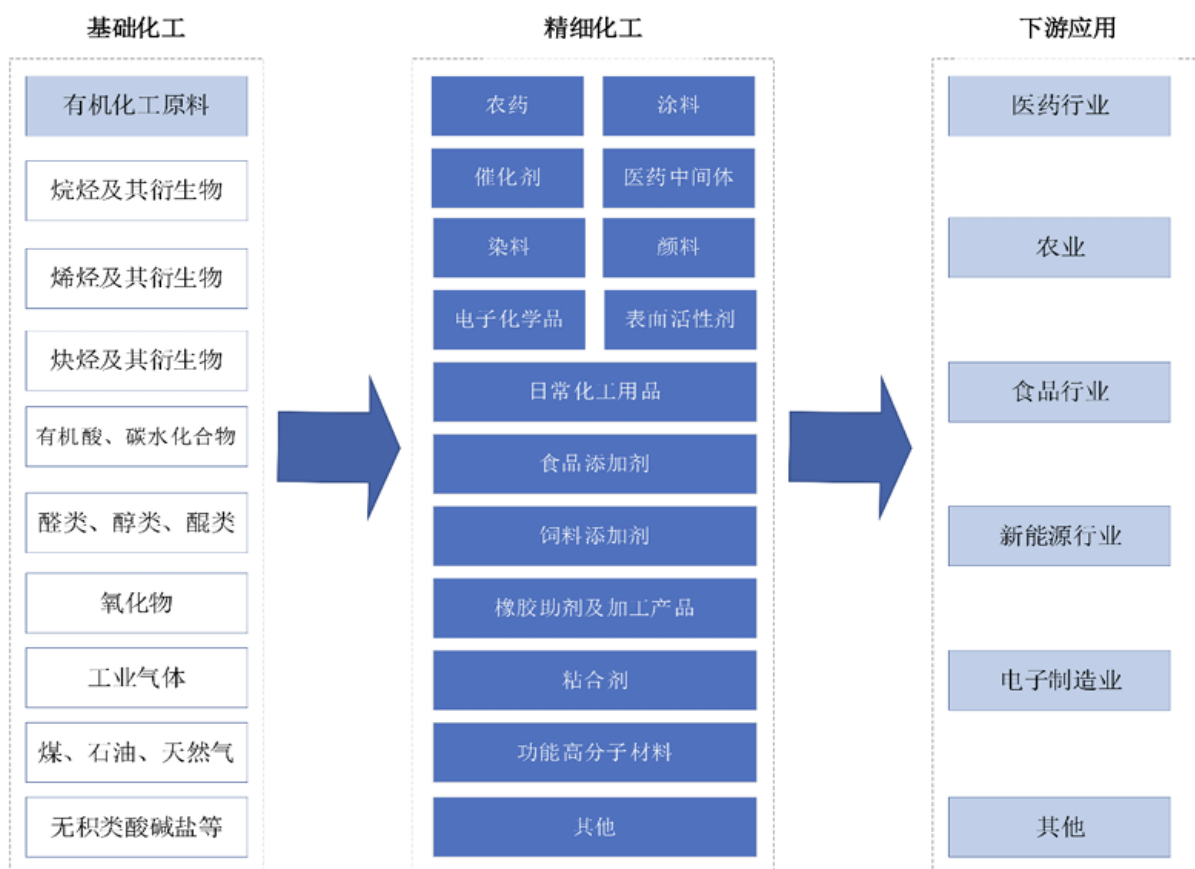 基础化工
精细化工
下游应用
有机化工原料
烷烃及其衍生物
烯烃及其衍生物
炔烃及其衍生物
有机酸、碳水化合物
醛类、醇类、醌类
氧化物
工业气体
煤、石油、天然气
无积类酸碱盐等
农药
涂料
催化剂
医药中间体
染料
颜料
电子化学品
表面活性剂
日常化工用品
食品添加剂
饲料添加剂
橡胶助剂及加工产品
粘合剂
功能高分子材料
其他
医药行业
农业
食品行业
新能源行业
电子制造业
其他